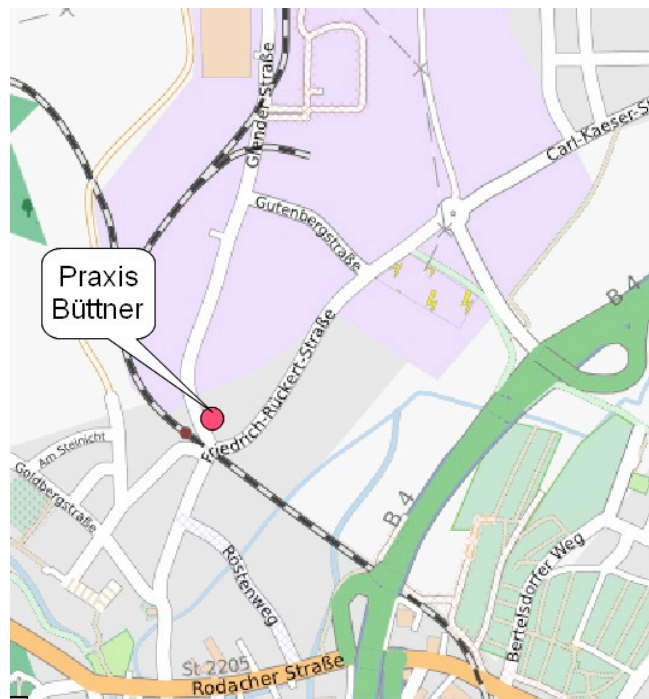 Glender Straße
Carl-Kaeser-St
Gutenbergstraße
Praxis
Büttner
B 4
Friedrich-Rückert-Straße
Am Steinicht
Goldbergstraße
B 4
Röstenweg
Bertelsdorfer Weg
St 2205
Rodacher Straße